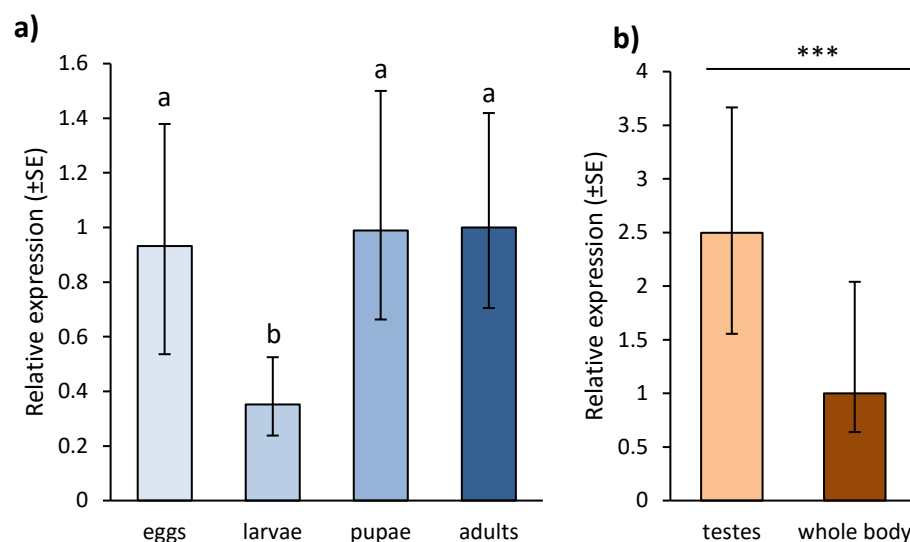 a)
Relative expression (±SE)
1.6
1.4
1.2
1
0.8
0.6
0.4
0.2
0
a
b
a
a
eggs larvae pupae adults
b)
Relative expression (±SE)
4
3.5
3
2.5
2
1.5
1
0.5
0
***
testes whole body